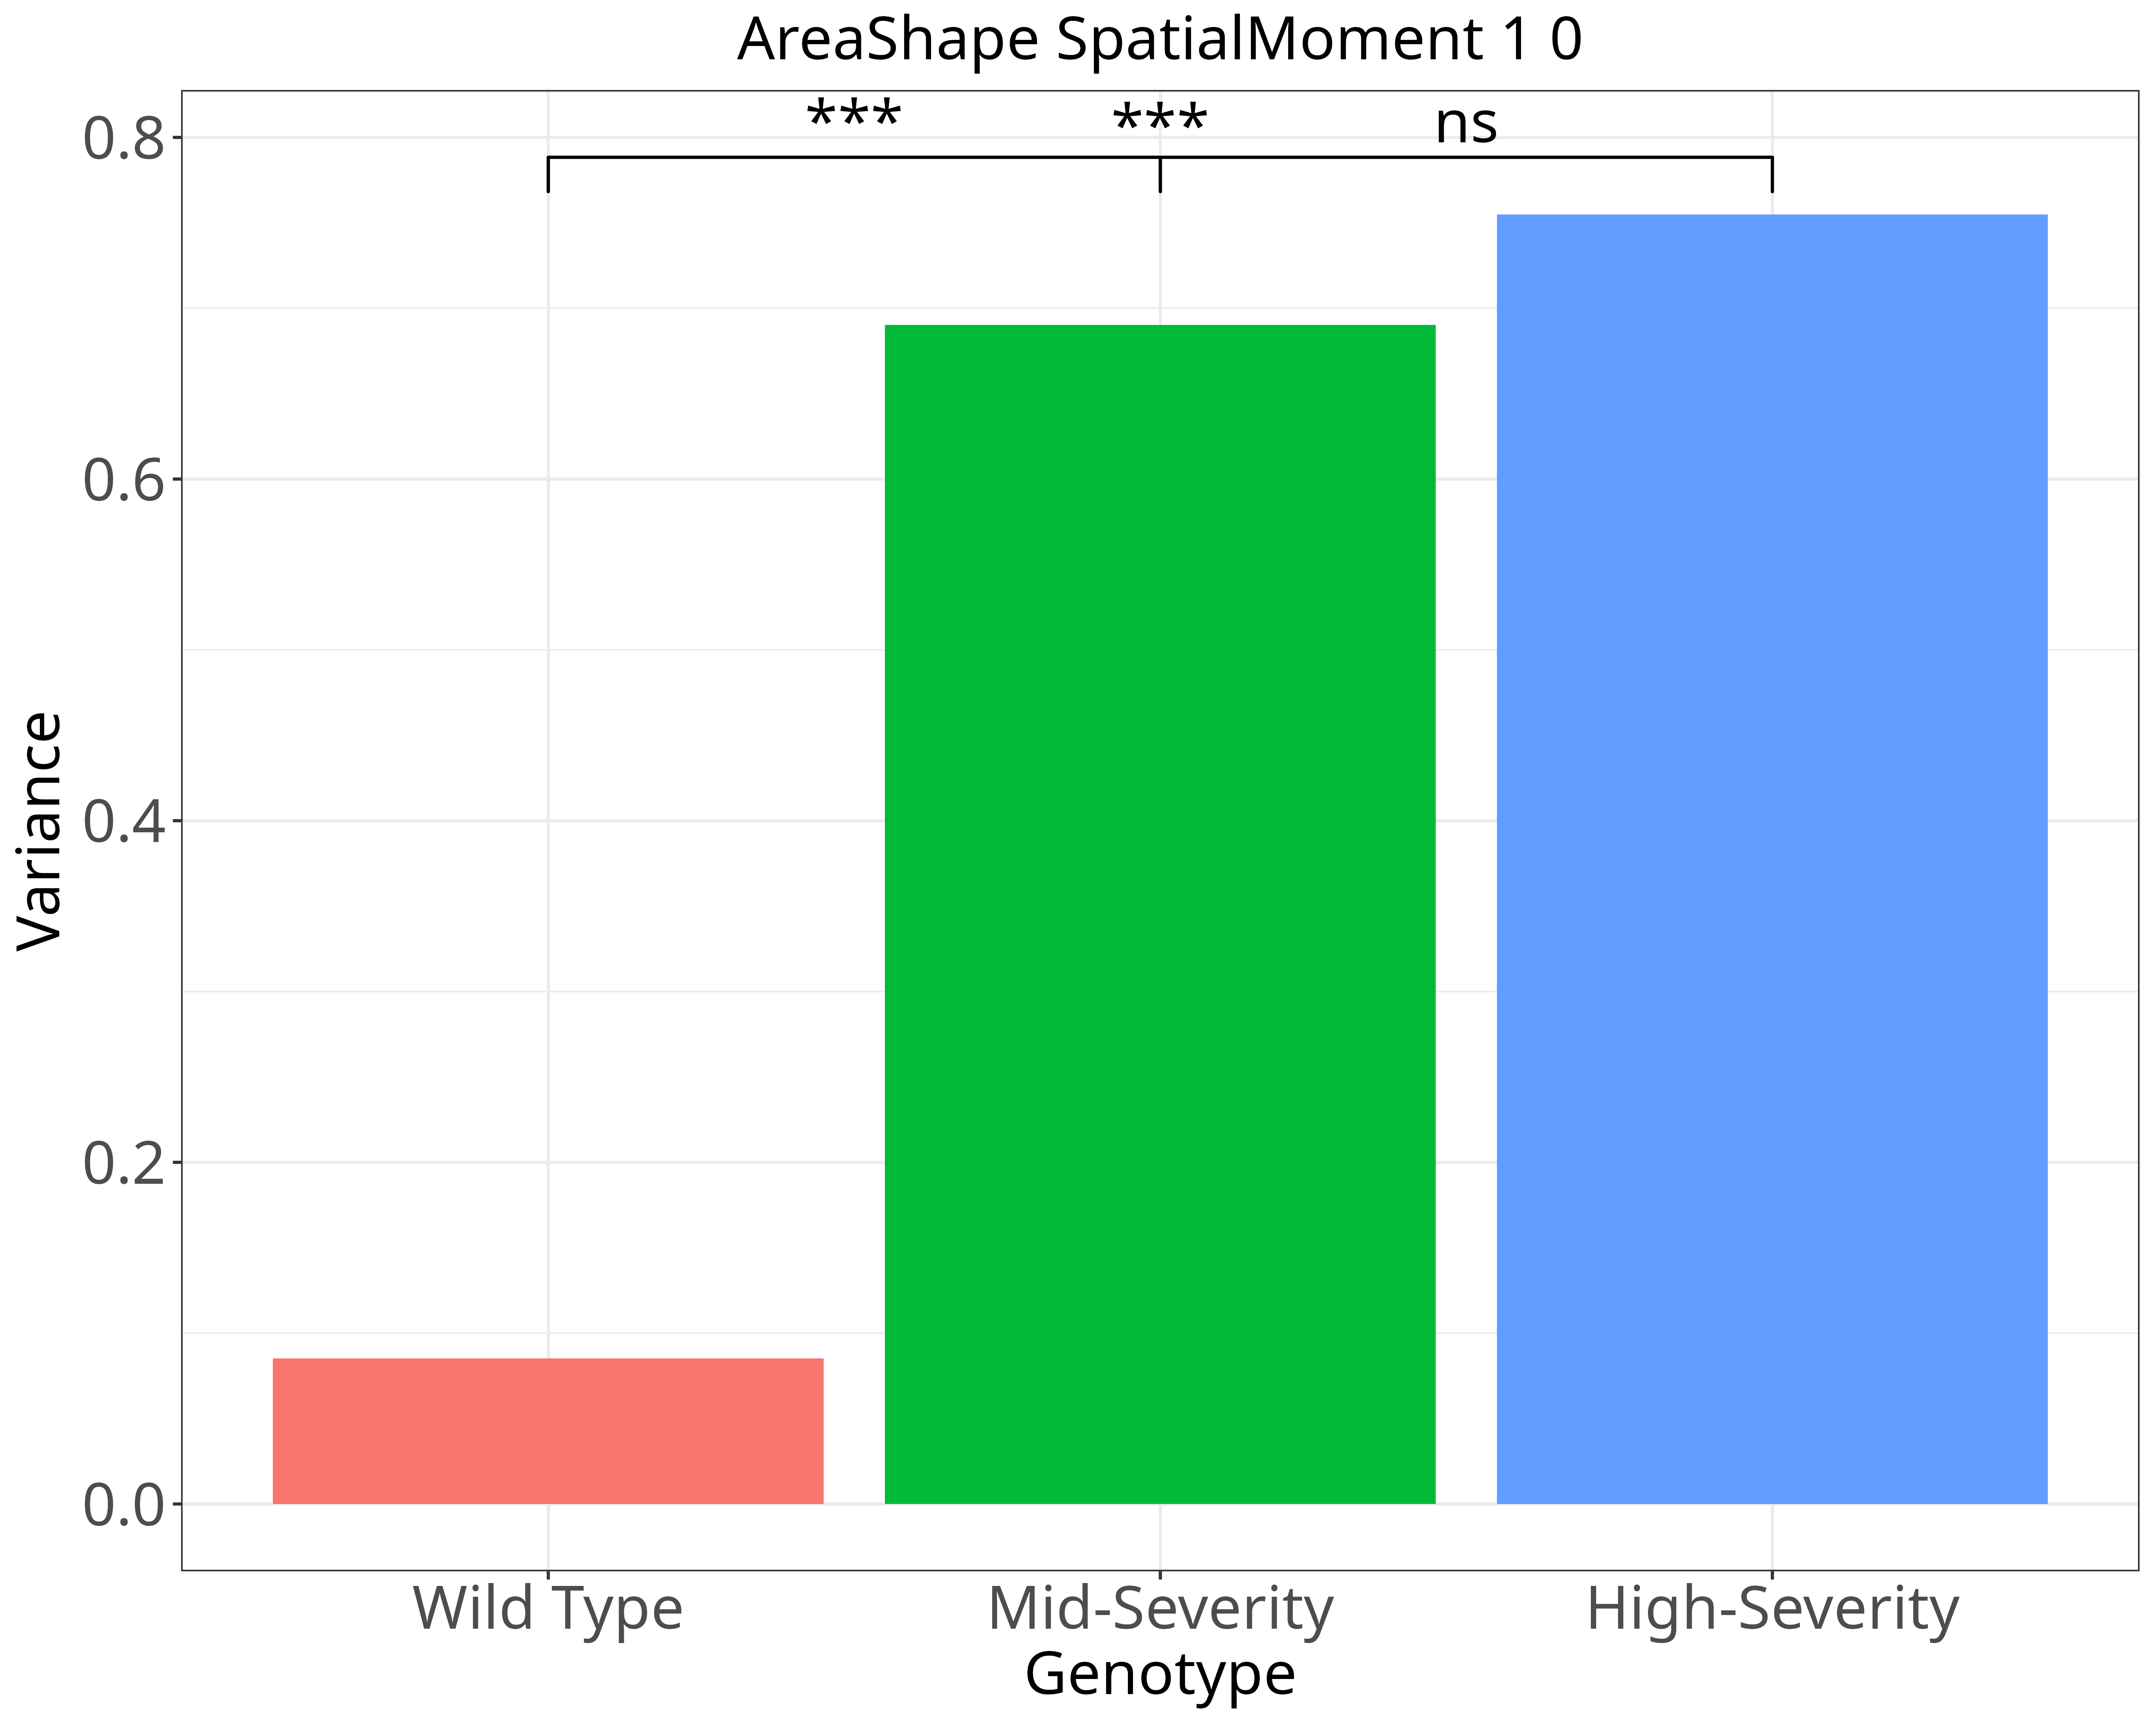 AreaShape SpatialMoment 1 0
*** *** ns
0.8
0.6
0.4
0.2
0.0
Variance
Wild Type Mid-Severity High-Severity
Genotype